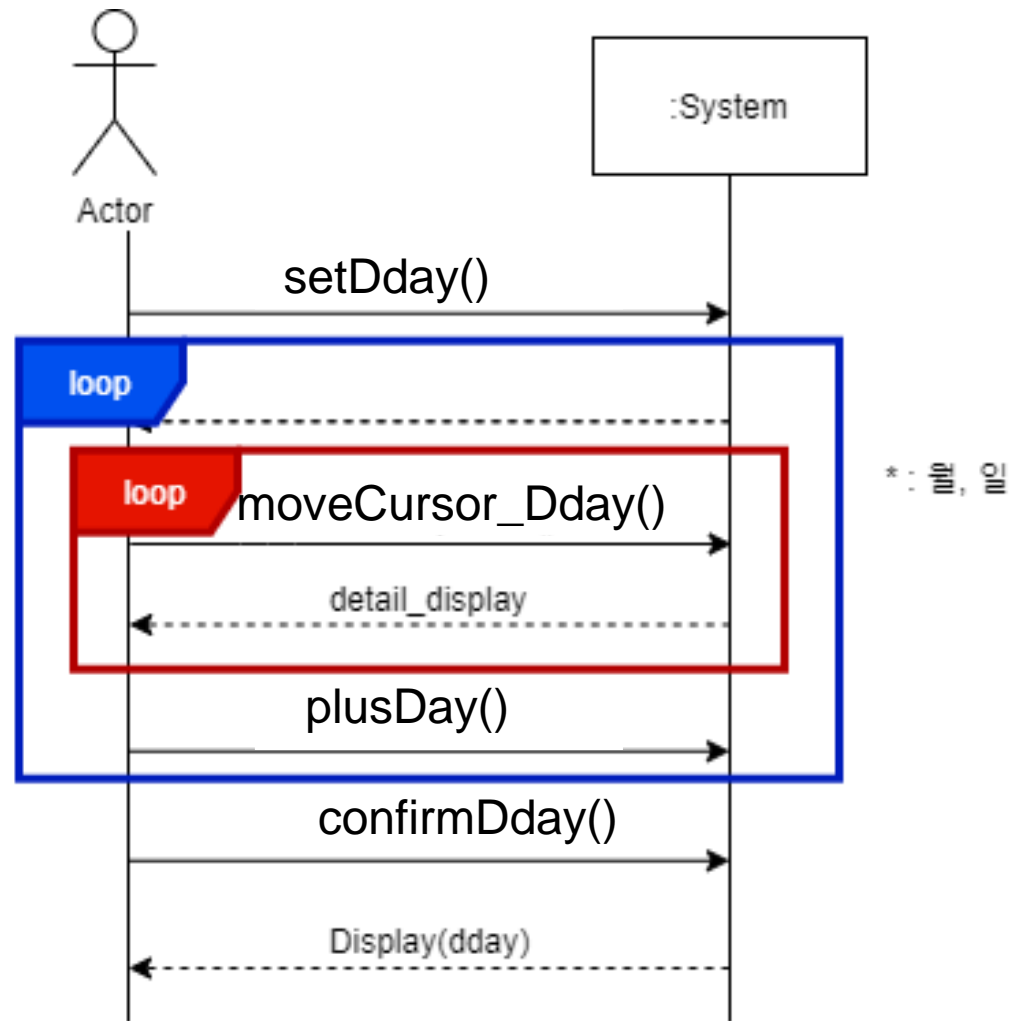 :System
Actor
setDday()
loop
loop
moveCursor_Dday()
* : 월, 일
detail_display
plusDay()
confirmDday()
Display(dday)